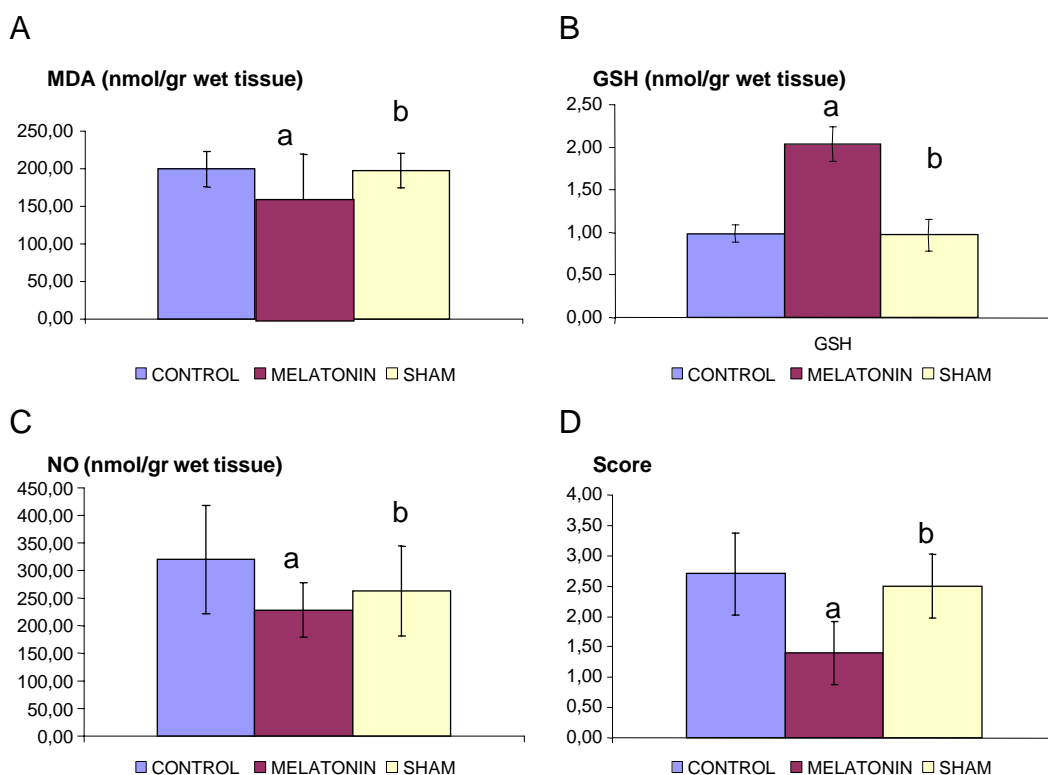 A
MDA (nmol/gr wet tissue)
250,00
200,00
150,00
100,00
50,00
0,00
a
b
CONTROL MELATONIN SHAM
B
GSH (nmol/gr wet tissue)
2,50
2,00
1,50
1,00
0,50
0,00
a
b
GSH
CONTROL MELATONIN SHAM
C
NO (nmol/gr wet tissue)
450,00
400,00
350,00
300,00
250,00
200,00
150,00
100,00
50,00
0,00
a
b
CONTROL MELATONIN SHAM
D
Score
4,00
3,50
3,00
2,50
2,00
1,50
1,00
0,50
0,00
a
b
CONTROL MELATONIN SHAM